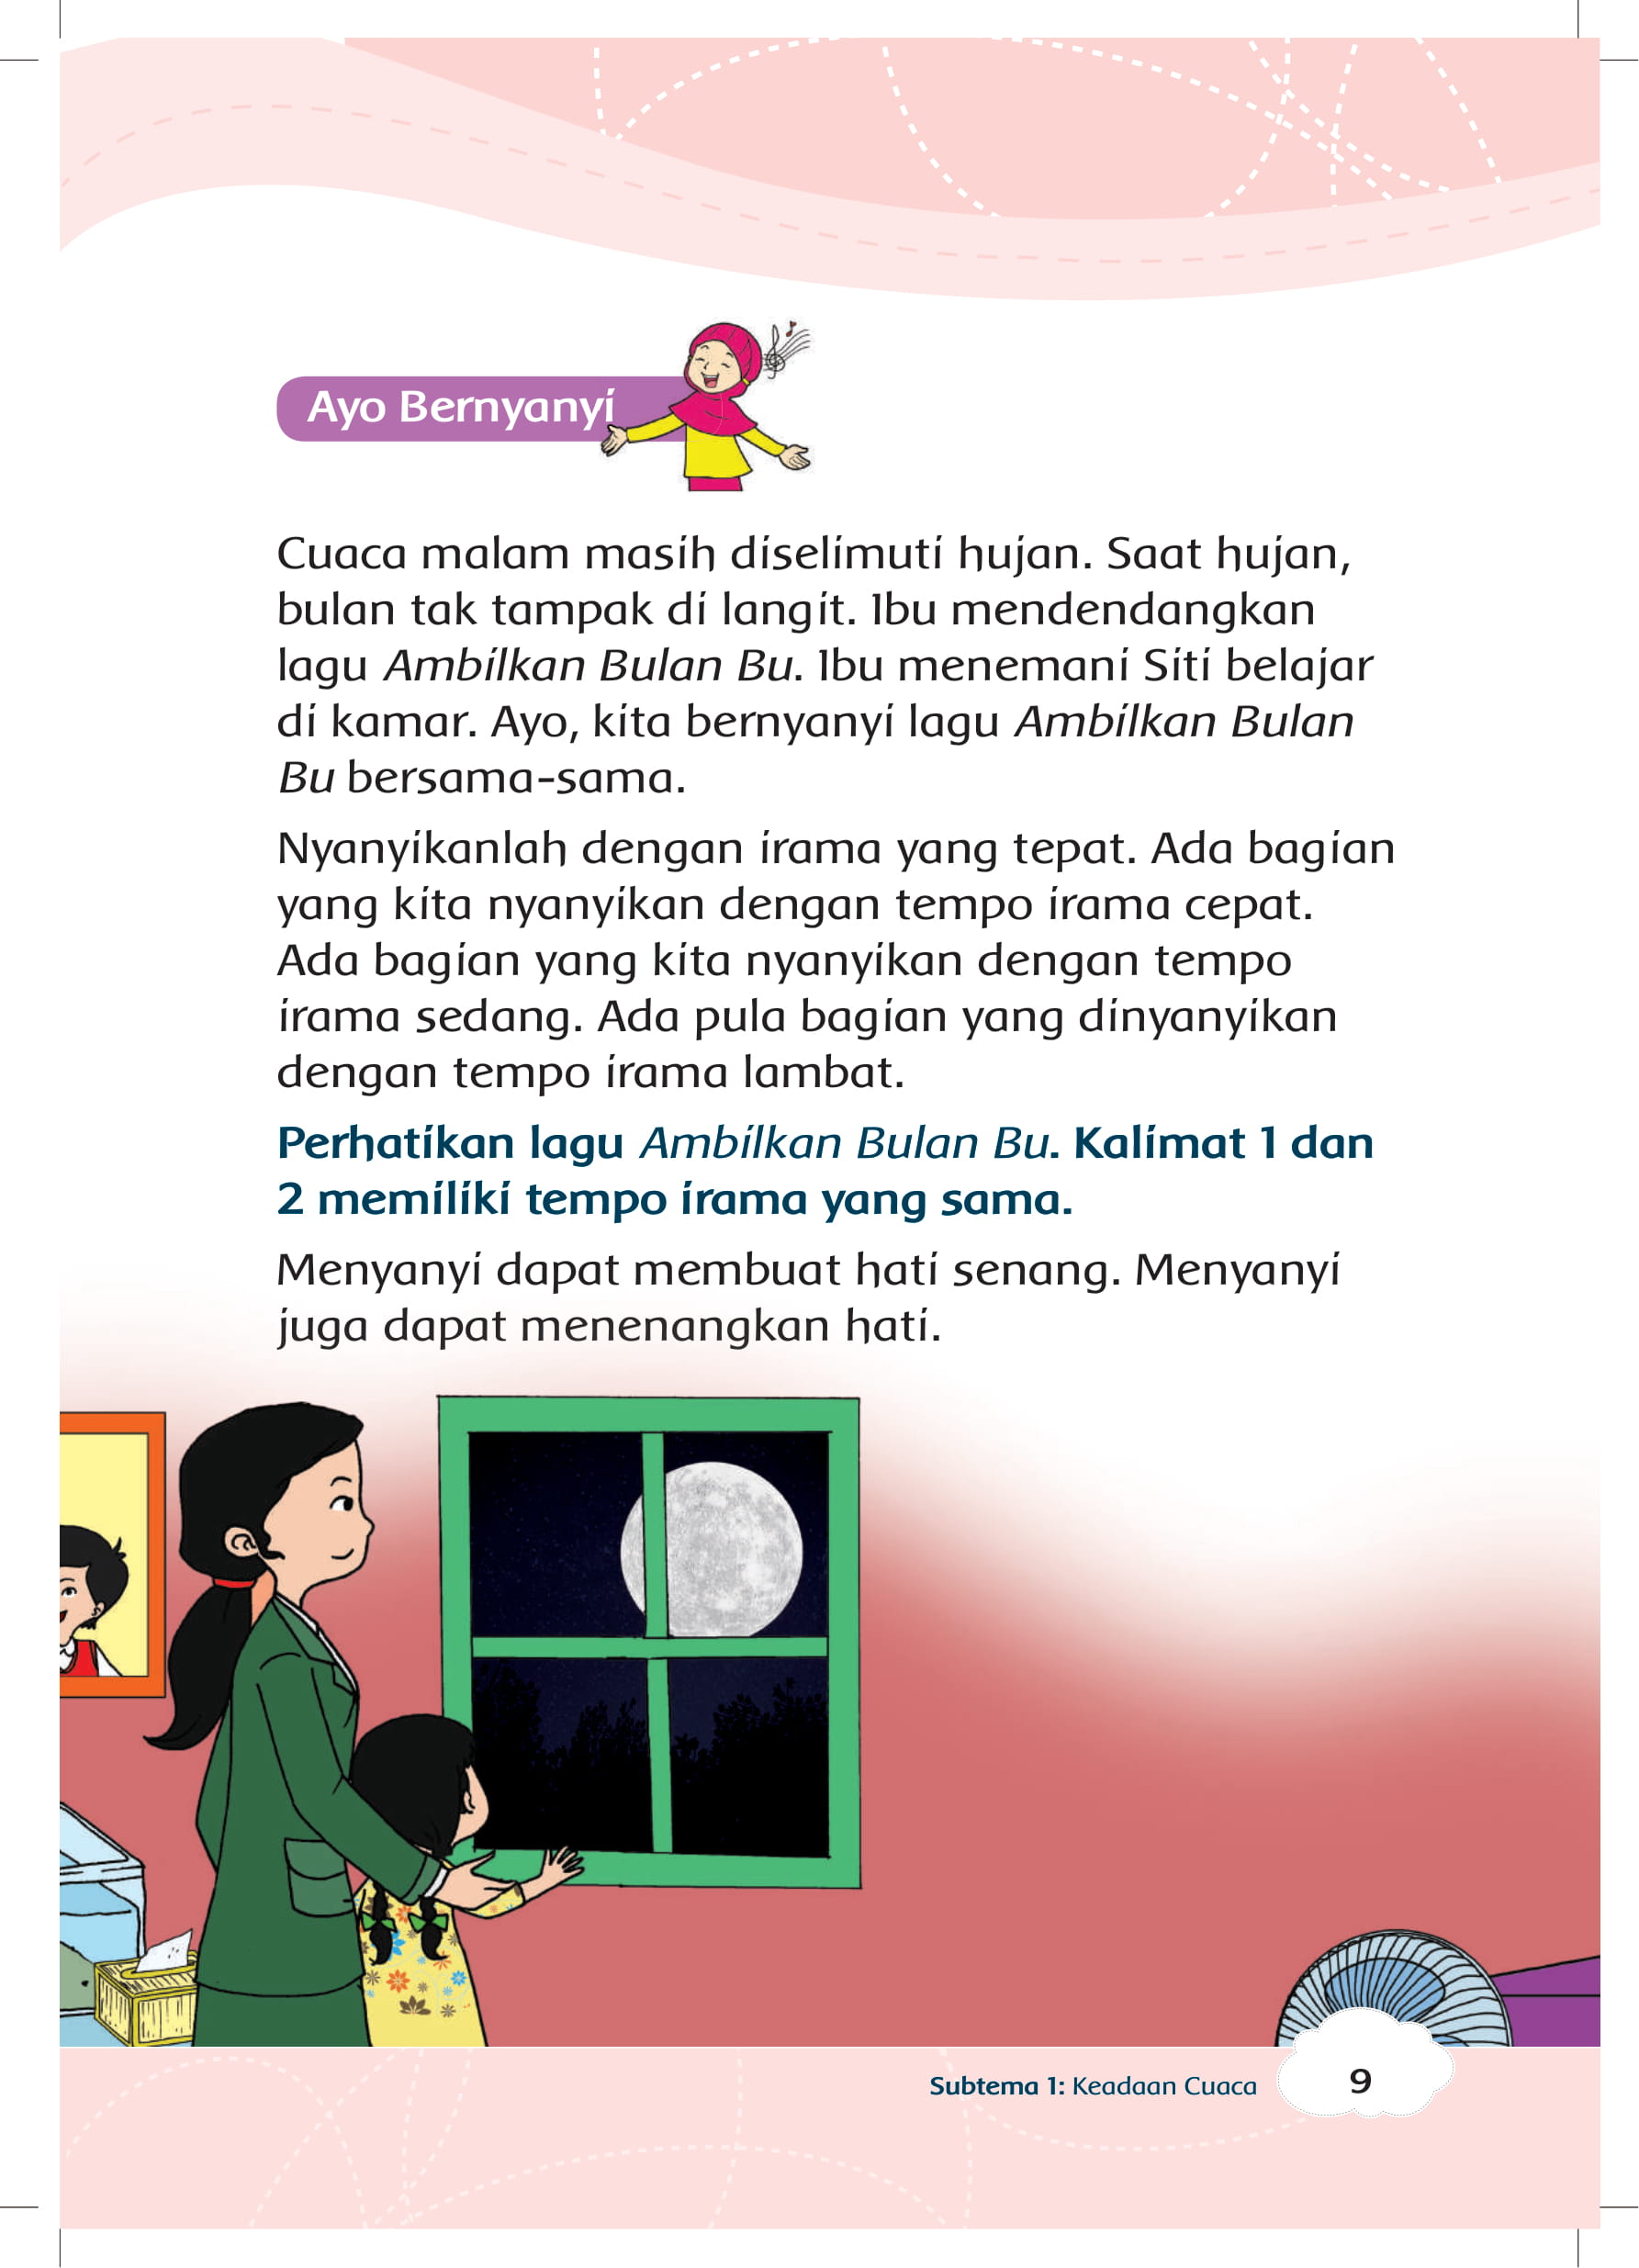 Ayo Bernyanyi
Cuaca malam masih diselimuti hujan. Saat hujan,
bulan tak tampak di langit. Ibu mendendangkan
lagu Ambilkan Bulan Bu. Ibu menemani Siti belajar
di kamar. Ayo, kita bernyanyi lagu Ambilkan Bulan
Bu bersama-sama.
Nyanyikanlah dengan irama yang tepat. Ada bagian
yang kita nyanyikan dengan tempo irama cepat.
Ada bagian yang kita nyanyikan dengan tempo
irama sedang. Ada pula bagian yang dinyanyikan
dengan tempo irama lambat.
Perhatikan lagu Ambilkan Bulan Bu. Kalimat 1 dan
2 memiliki tempo irama yang sama.
Menyanyi dapat membuat hati senang. Menyanyi
juga dapat menenangkan hati.
Subtema 1: Keadaan Cuaca
9